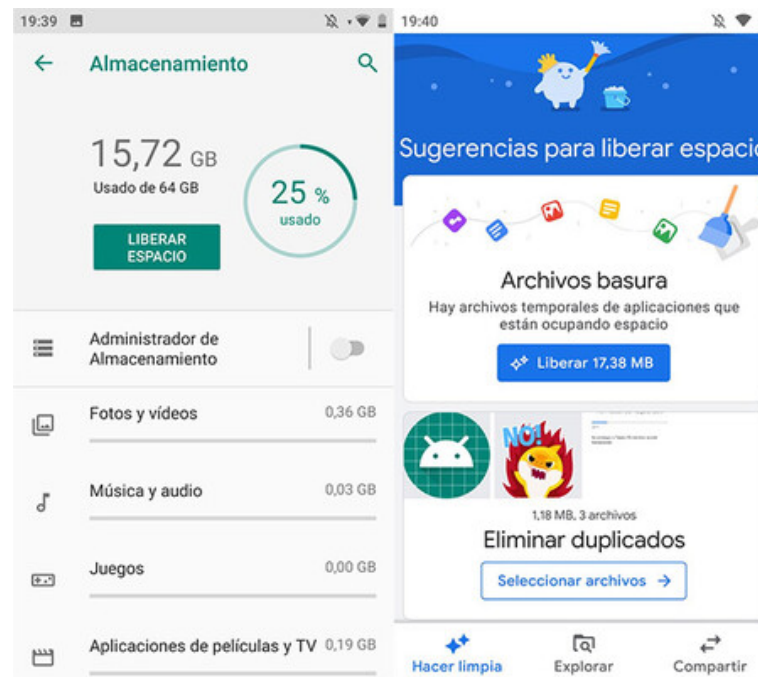 19:39
Almacenamiento
15,72 GB
Usado de 64 GB
25 %
usado
LIBERAR
ESPACIO
Administrador de
Almacenamiento
Fotos y vídeos 0,36 GB
Música y audio 0,03 GB
Juegos 0,00 GB
Aplicaciones de películas y TV 0,19 GB
19:40
Sugerencias para liberar espacio
Archivos basura
Hay archivos temporales de aplicaciones que
están ocupando espacio
Liberar 17,38 MB
NO!
1,18 MB, 3 archivos
Eliminar duplicados
Seleccionar archivos
Hacer limpia Explorar Compartir